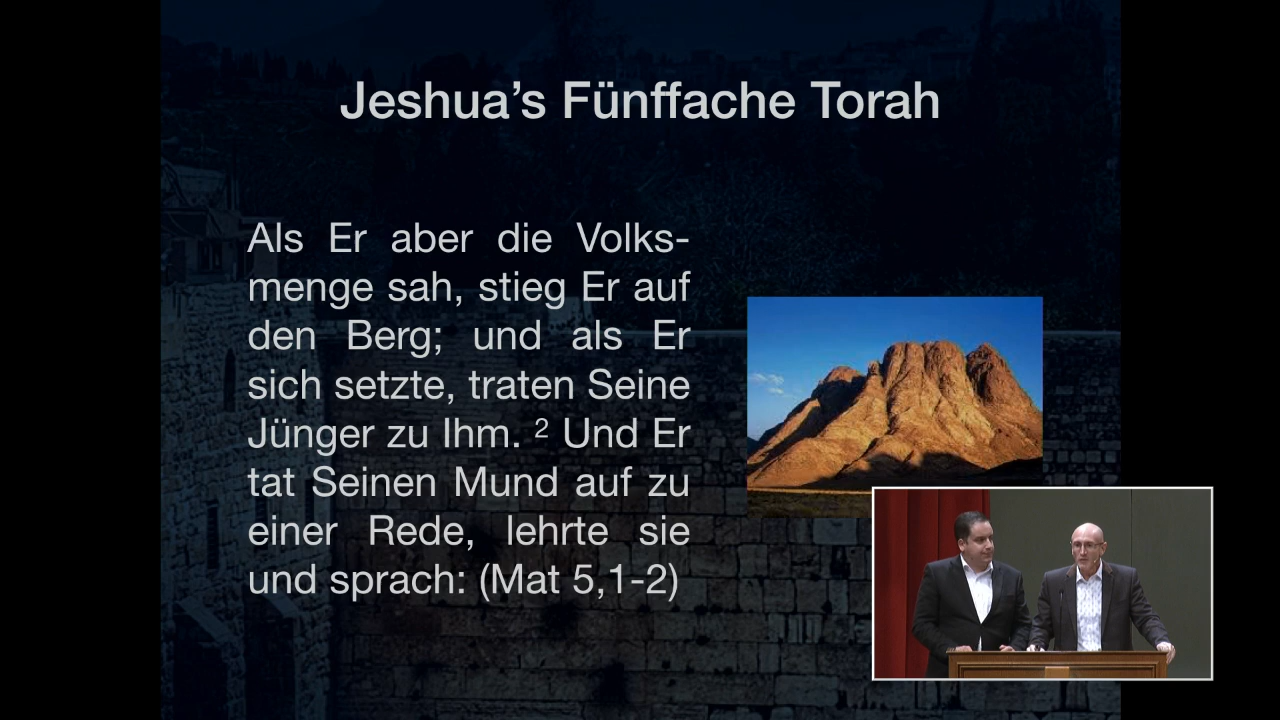 Jeshua’s Fünffache Torah
Als Er aber die Volks-
menge sah, stieg Er auf
den Berg; und als Er
sich setzte, traten Seine
Jünger zu Ihm. ² Und Er
tat Seinen Mund auf zu
einer Rede, lehrte sie
und sprach: (Mat 5,1-2)